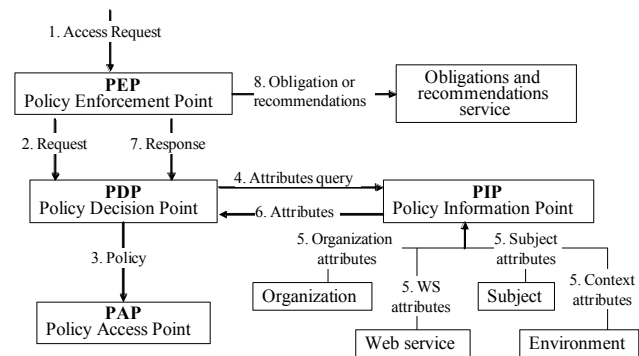 1. Access Request
PEP
Policy Enforcement Point
8. Obligation or
recommendations
Obligations and
recommendations
service
2. Request
7. Response
PDP
Policy Decision Point
4. Attributes query
6. Attributes
PIP
Policy Information Point
3. Policy
5. Organization
attributes
5. WS
attributes
5. Subject
attributes
5. Context
attributes
Organization
Subject
PAP
Policy Access Point
Web service
Environment